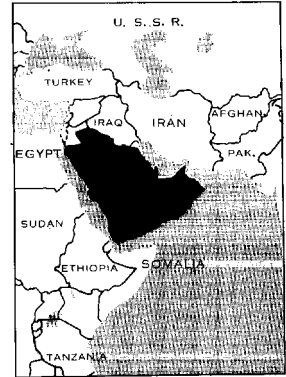 U. S. S. R.
TURKEY
AFGHAN.
IRAQ
IRAN
EGYPT
PAK.
SUDAN
ETHIOPIA
SOMALIA
TANZANIA